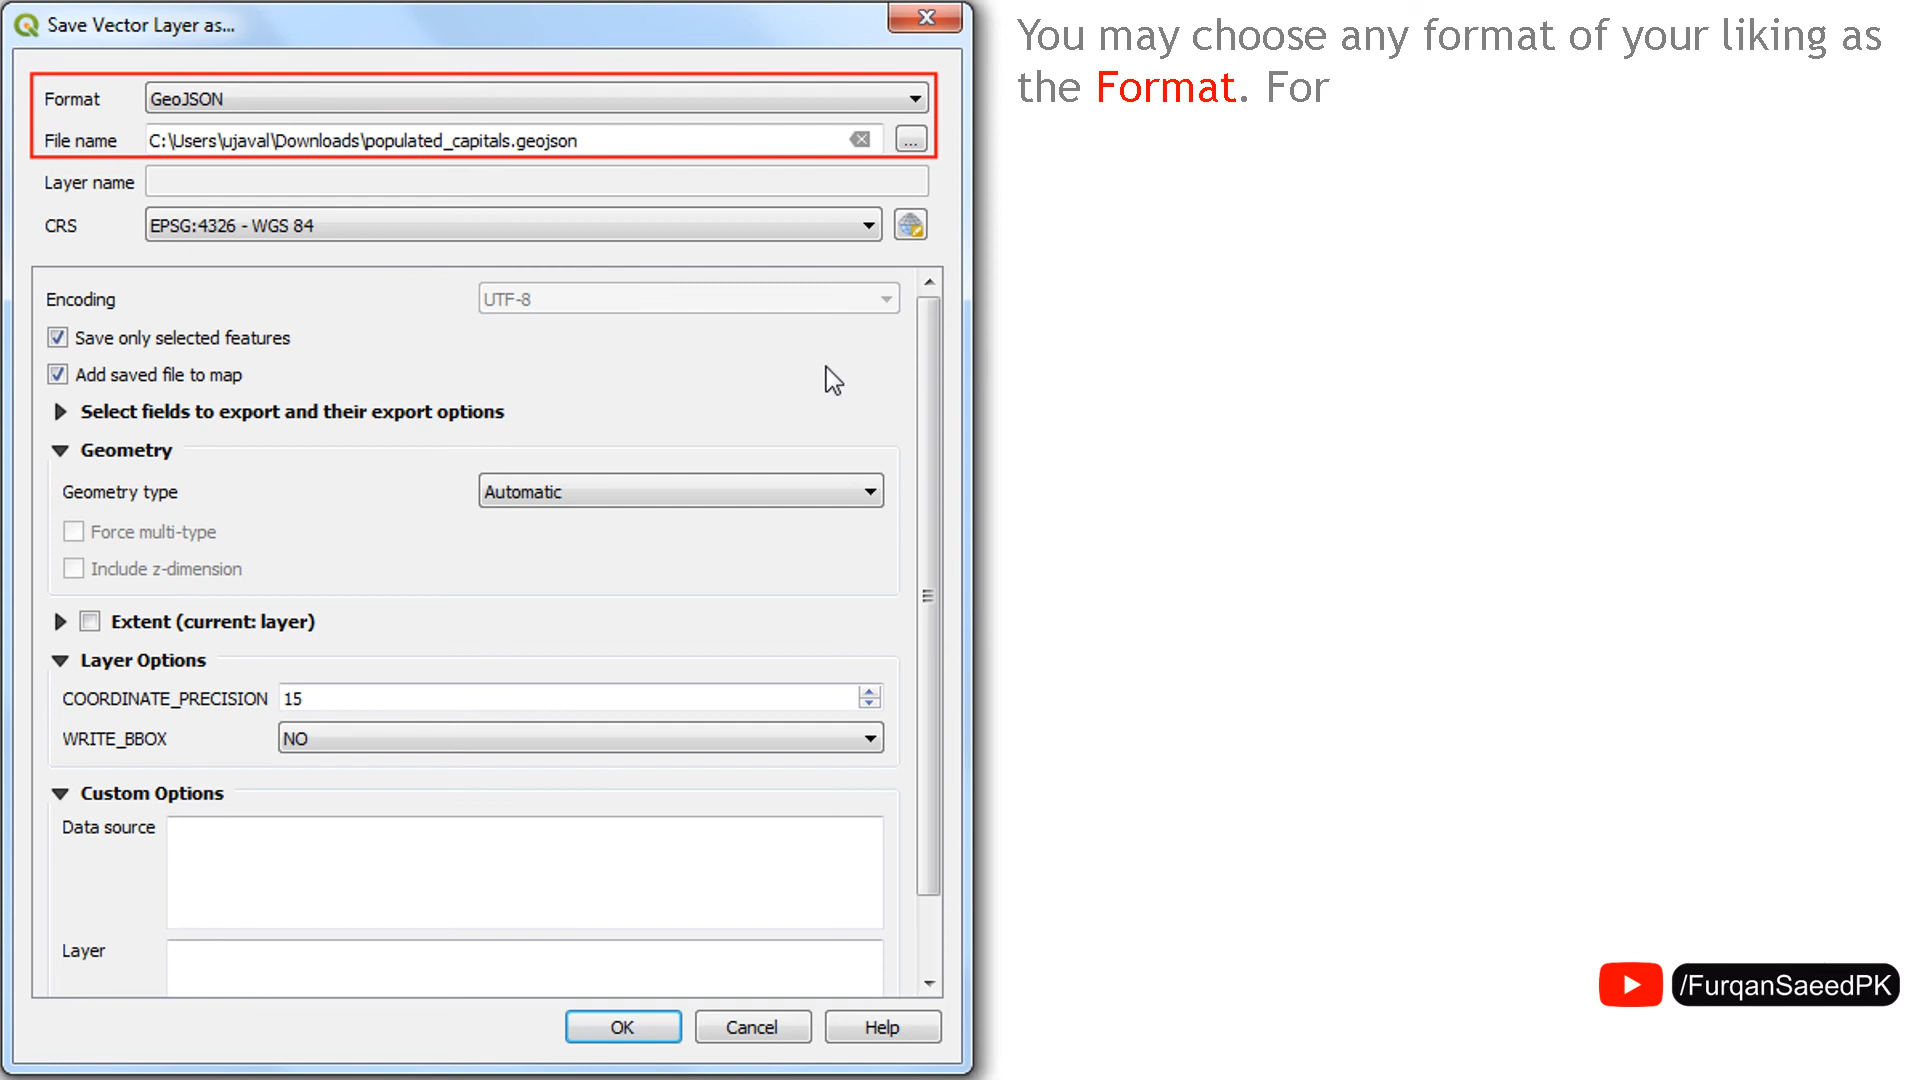 Save Vector Layer as...
Format GeoJSON
File name C:\Users\ujaval\Downloads\populated_capitals.geojson ...
Layer name
CRS EPSG:4326 - WGS 84
Encoding UTF-8
Save only selected features
Add saved file to map
Select fields to export and their export options
Geometry
Geometry type Automatic
Force multi-type
Include z-dimension
Extent (current: layer)
Layer Options
COORDINATE_PRECISION 15
WRITE_BBOX NO
Custom Options
Data source
Layer
OK Cancel Help
You may choose any format of your liking as
the Format. For
/FurqanSaeedPK